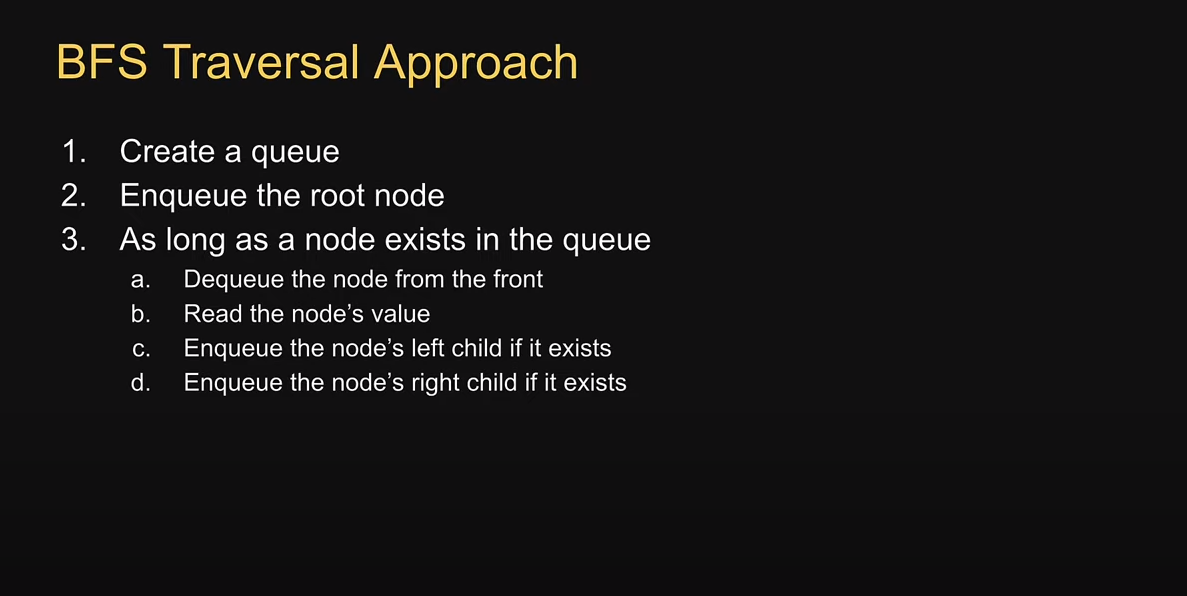 BFS Traversal Approach
1. Create a queue
2. Enqueue the root node
3. As long as a node exists in the queue
a. Dequeue the node from the front
b. Read the node’s value
c. Enqueue the node’s left child if it exists
d. Enqueue the node’s right child if it exists